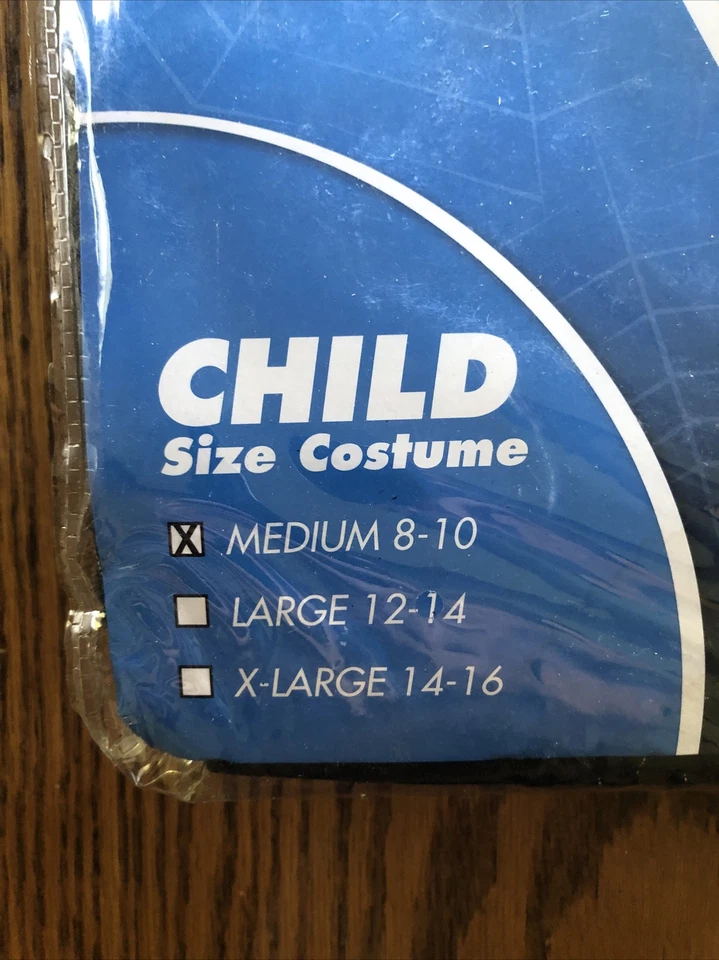 CHILD
Size Costume
X MEDIUM 8-10
LARGE 12-14
X-LARGE 14-16